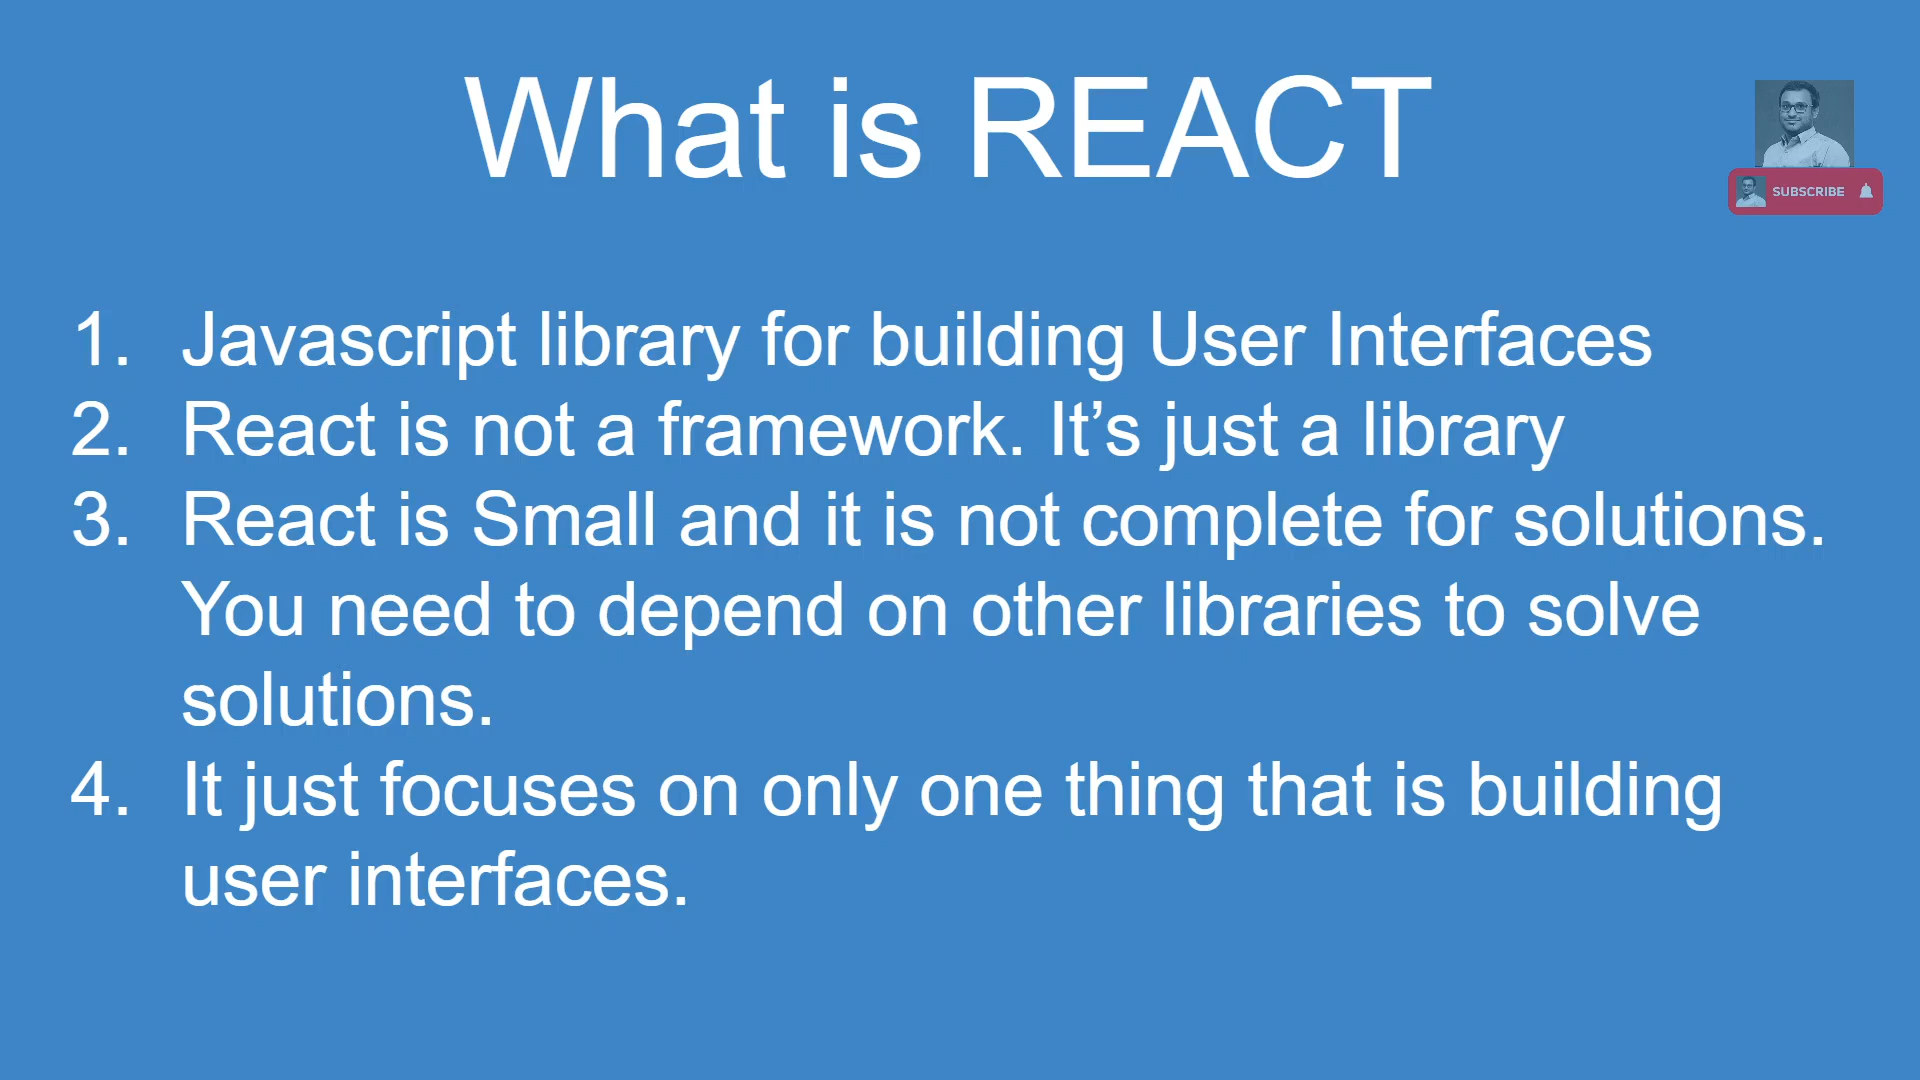 What is REACT
SUBSCRIBE
1. Javascript library for building User Interfaces
2. React is not a framework. It’s just a library
3. React is Small and it is not complete for solutions.
You need to depend on other libraries to solve
solutions.
4. It just focuses on only one thing that is building
user interfaces.